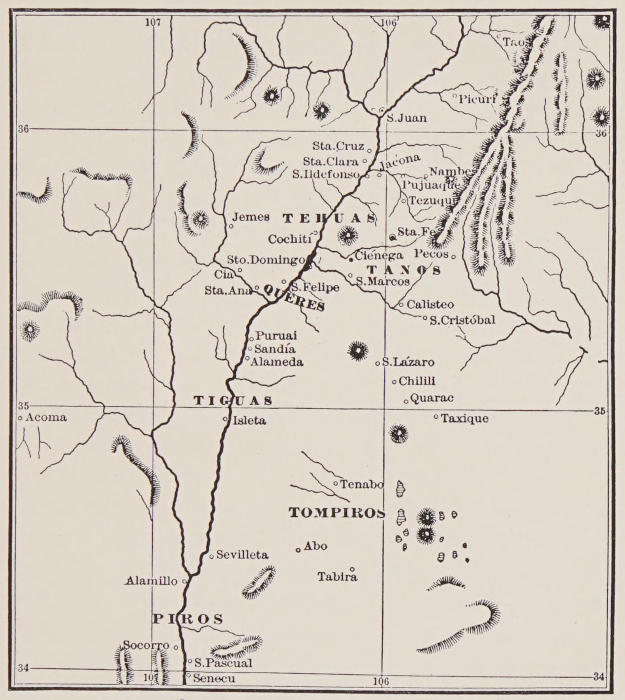 107 106
Taos
Picuri
S.Juan
36 36
Sta.Cruz
Sta.Clara
Jacona
S.Ildefonso
Nambe
Pujuaque
Tezuqui
Jemes
TEHUAS
Cochiti
Sta.Fe
Sto.Domingo
Ciénega
Pecos
Cia
TANOS
S.Marcos
Sta.Ana
S.Felipe
QUERES
Calisteo
S.Cristóbal
Puruai
Sandía
Alameda
S.Lázaro
Chilili
TIGUAS
Quarac
35 35
Acoma
Isleta
Taxique
Tenabo
TOMPIROS
Abo
Sevilleta
Tabira
Alamillo
PIROS
Socorro
S.Pascual
34 34
107 106
Senecu